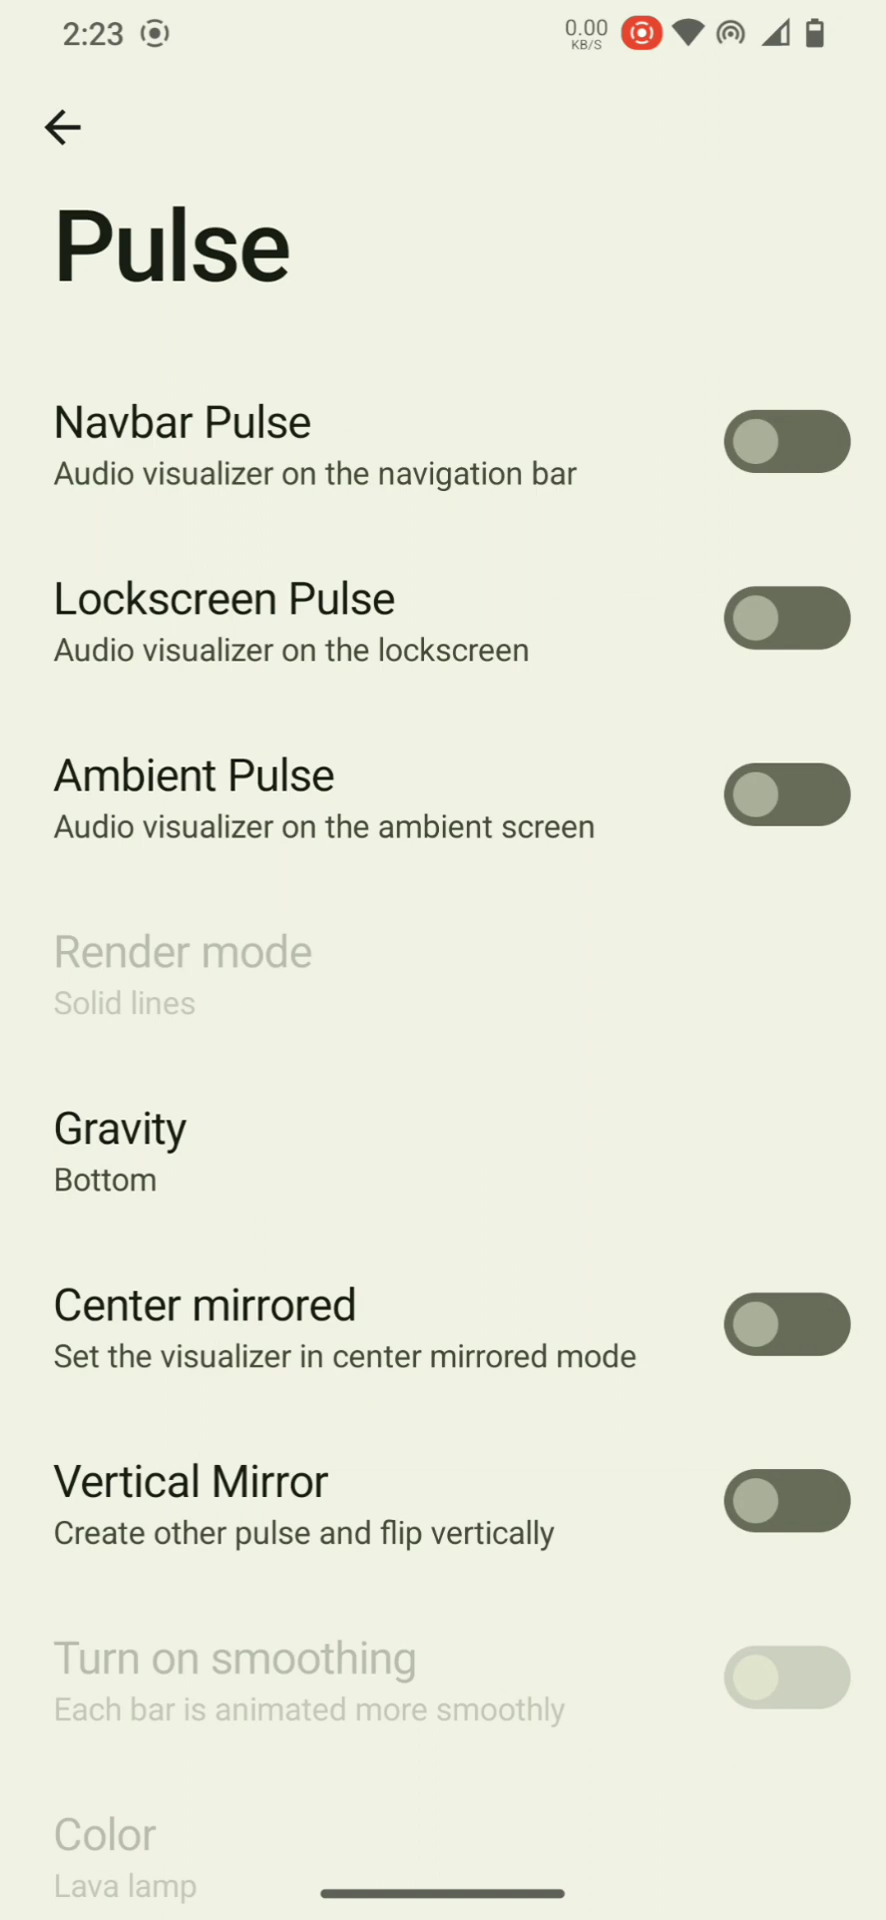 2:23
0.00
KB/S
Pulse
Navbar Pulse
Audio visualizer on the navigation bar
Lockscreen Pulse
Audio visualizer on the lockscreen
Ambient Pulse
Audio visualizer on the ambient screen
Render mode
Solid lines
Gravity
Bottom
Center mirrored
Set the visualizer in center mirrored mode
Vertical Mirror
Create other pulse and flip vertically
Turn on smoothing
Each bar is animated more smoothly
Color
Lava lamp